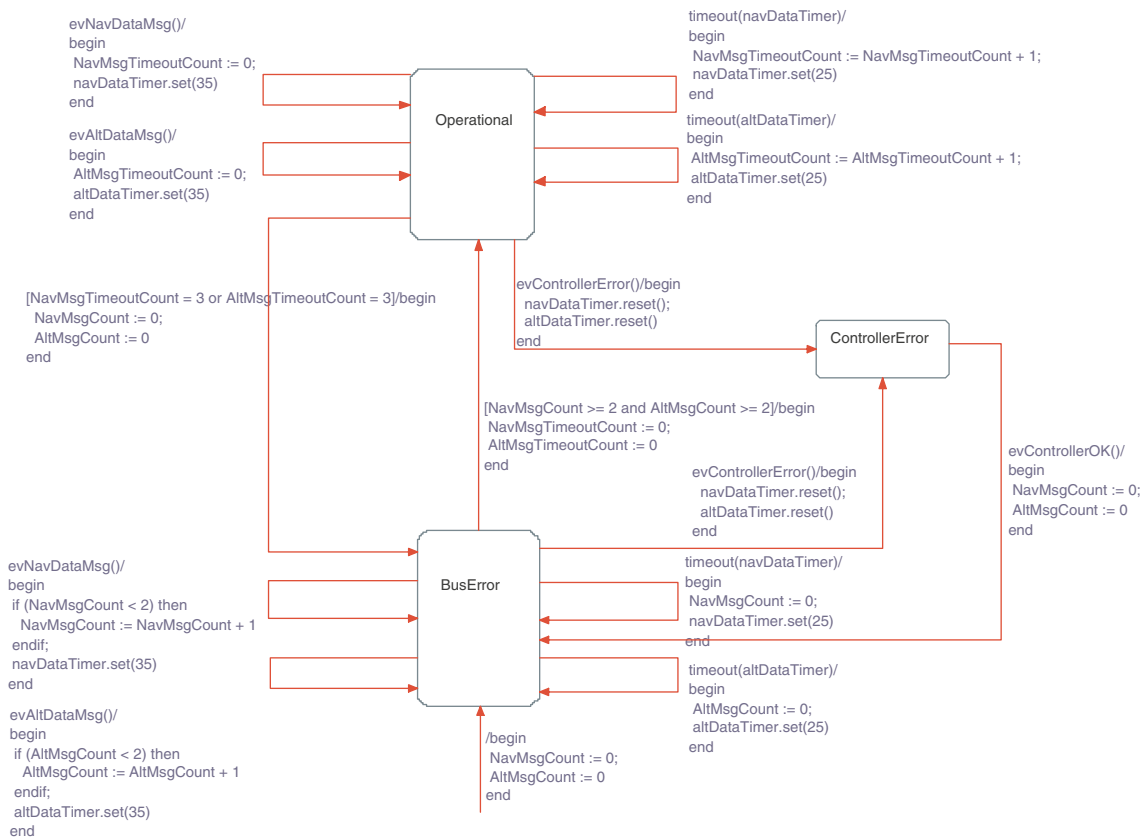 evNavDataMsg()/
begin
NavMsgTimeoutCount := 0;
navDataTimer.set(35)
end
evAltDataMsg()/
begin
AltMsgTimeoutCount := 0;
altDataTimer.set(35)
end
Operational
timeout(navDataTimer)/
begin
NavMsgTimeoutCount := NavMsgTimeoutCount + 1;
navDataTimer.set(25)
end
timeout(altDataTimer)/
begin
AltMsgTimeoutCount := AltMsgTimeoutCount + 1;
altDataTimer.set(25)
end
[NavMsgTimeoutCount = 3 or AltMsgTimeoutCount = 3]/begin
NavMsgCount := 0;
AltMsgCount := 0
end
evControllerError()/begin
navDataTimer.reset();
altDataTimer.reset()
end
ControllerError
[NavMsgCount >= 2 and AltMsgCount >= 2]/begin
NavMsgTimeoutCount := 0;
AltMsgTimeoutCount := 0
end
evControllerError()/begin
navDataTimer.reset();
altDataTimer.reset()
end
evControllerOK()/
begin
NavMsgCount := 0;
AltMsgCount := 0
end
evNavDataMsg()/
begin
if (NavMsgCount < 2) then
NavMsgCount := NavMsgCount + 1
endif;
navDataTimer.set(35)
end
evAltDataMsg()/
begin
if (AltMsgCount < 2) then
AltMsgCount := AltMsgCount + 1
endif;
altDataTimer.set(35)
end
BusError
timeout(navDataTimer)/
begin
NavMsgCount := 0;
navDataTimer.set(25)
end
timeout(altDataTimer)/
begin
AltMsgCount := 0;
altDataTimer.set(25)
end
/begin
NavMsgCount := 0;
AltMsgCount := 0
end